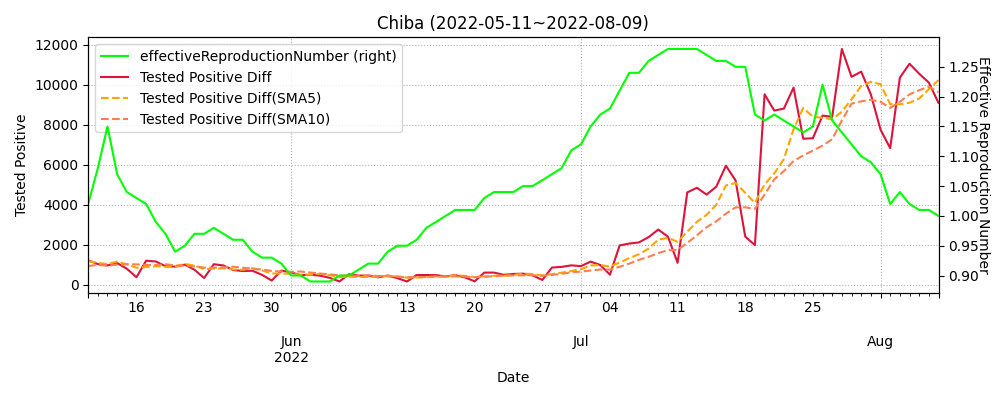 Chiba (2022-05-11~2022-08-09)
effectiveReproductionNumber (right)
Tested Positive Diff
Tested Positive Diff(SMA5)
Tested Positive Diff(SMA10)
Tested Positive
12000
10000
8000
6000
4000
2000
0
1.25
1.20
1.15
1.10
1.05
1.00
0.95
0.90
Effective Reproduction Number
16 23 30 06 13 20 27 04 11 18 25
Jun Jul Aug
2022
Date